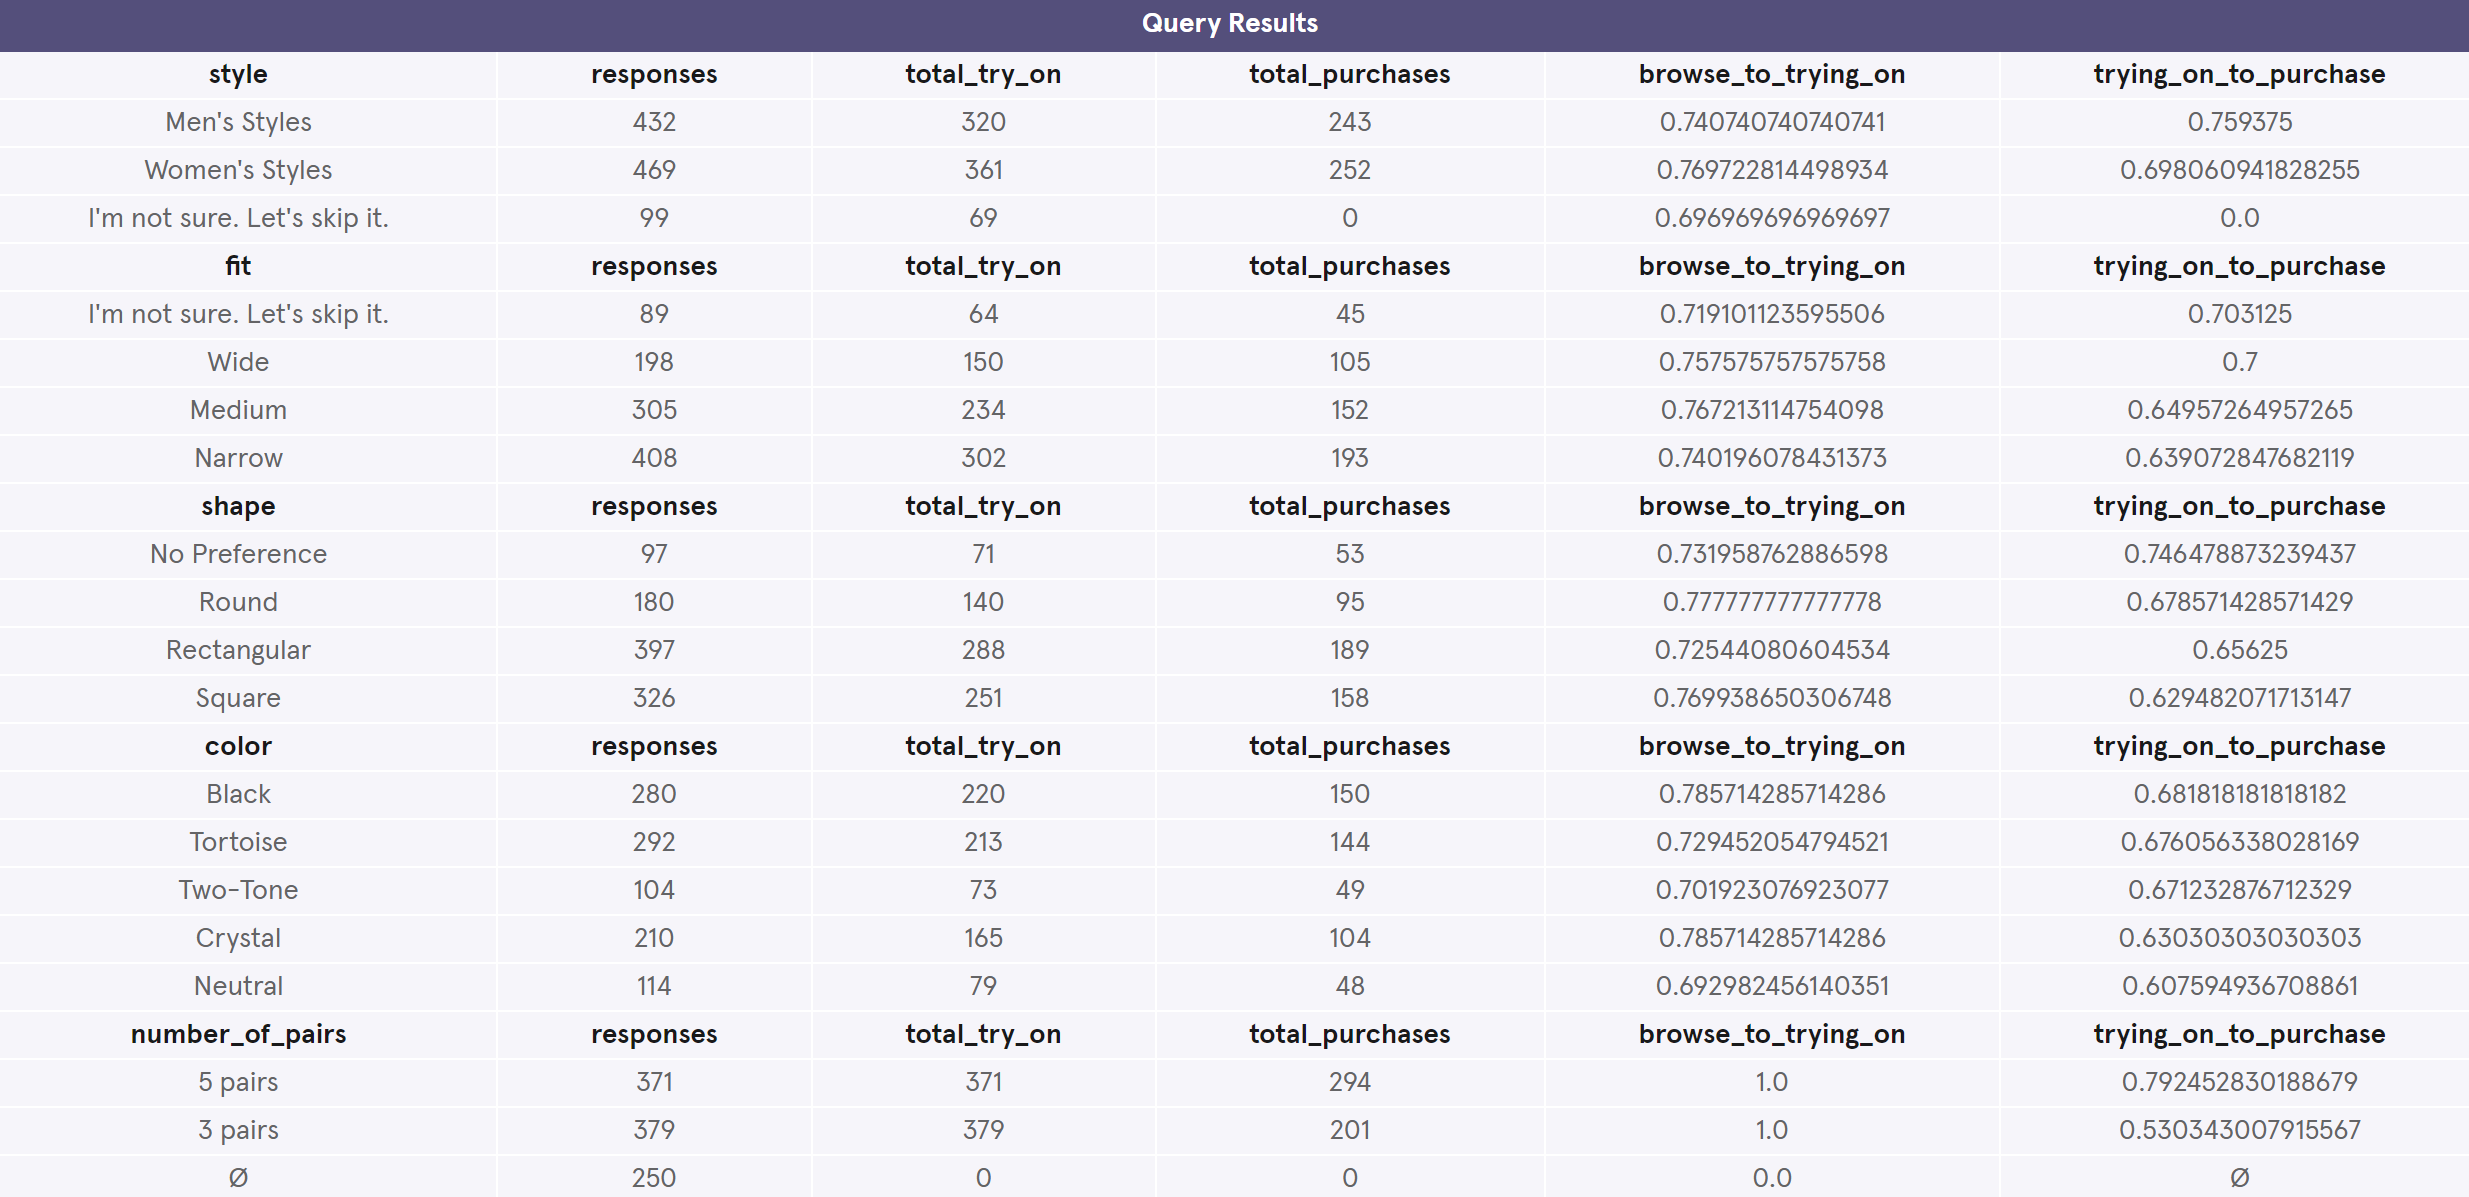 Query Results
style responses total_try_on total_purchases browse_to_trying_on trying_on_to_purchase
Men's Styles 432 320 243 0.740740740740741 0.759375
Women's Styles 469 361 252 0.769722814498934 0.698060941828255
I'm not sure. Let's skip it. 99 69 0 0.696969696969697 0.0
fit responses total_try_on total_purchases browse_to_trying_on trying_on_to_purchase
I'm not sure. Let's skip it. 89 64 45 0.719101123595506 0.703125
Wide 198 150 105 0.757575757575758 0.7
Medium 305 234 152 0.767213114754098 0.64957264957265
Narrow 408 302 193 0.740196078431373 0.639072847682119
shape responses total_try_on total_purchases browse_to_trying_on trying_on_to_purchase
No Preference 97 71 53 0.731958762886598 0.746478873239437
Round 180 140 95 0.777777777777778 0.678571428571429
Rectangular 397 288 189 0.72544080604534 0.65625
Square 326 251 158 0.769938650306748 0.629482071713147
color responses total_try_on total_purchases browse_to_trying_on trying_on_to_purchase
Black 280 220 150 0.785714285714286 0.681818181818182
Tortoise 292 213 144 0.729452054794521 0.676056338028169
Two-Tone 104 73 49 0.701923076923077 0.671232876712329
Crystal 210 165 104 0.785714285714286 0.63030303030303
Neutral 114 79 48 0.692982456140351 0.607594936708861
number_of_pairs responses total_try_on total_purchases browse_to_trying_on trying_on_to_purchase
5 pairs 371 371 294 1.0 0.792452830188679
3 pairs 379 379 201 1.0 0.530343007915567
Ø 250 0 0 0.0 Ø